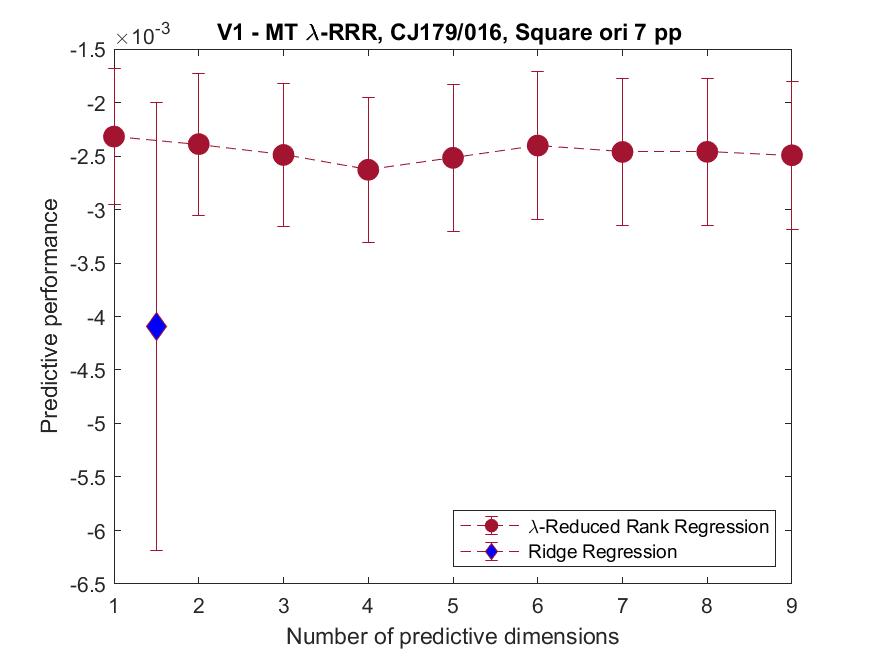 ×10-3
V1 - MT λ-RRR, CJ179/016, Square ori 7 pp
-1.5
-2
-2.5
-3
-3.5
-4
-4.5
-5
-5.5
-6
-6.5
Predictive performance
λ-Reduced Rank Regression
Ridge Regression
1 2 3 4 5 6 7 8 9
Number of predictive dimensions